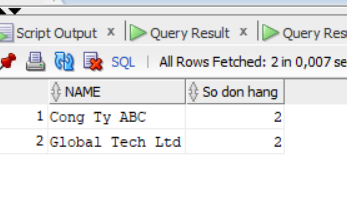 Script Output x Query Result x Query Res
SQL All Rows Fetched: 2 in 0,007 se
NAME So don hang
1 Cong Ty ABC 2
2 Global Tech Ltd 2